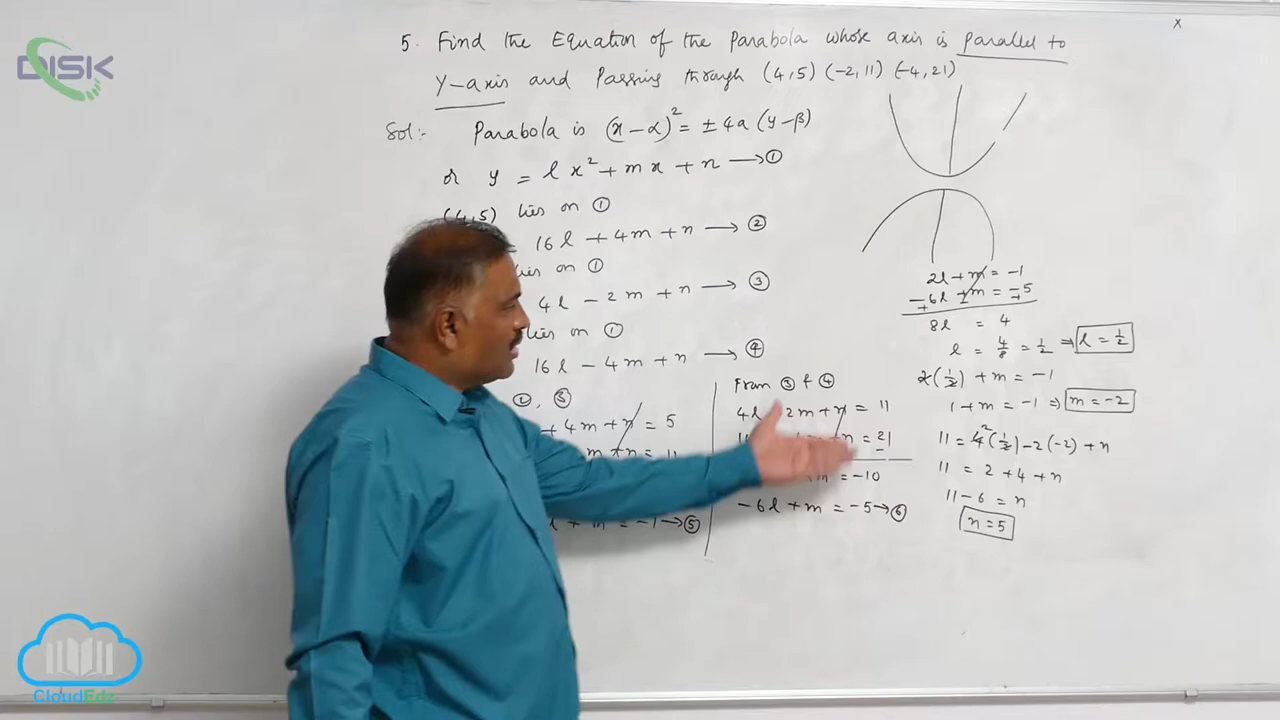 DISK
x
5. Find the Equation of the Parabola whose axis is parallel to
Y-axis and Passing through (4,5) (-2,11) (-4,21)
Sol:- Parabola is (x-α)² = ±4a (y-β)
or y = lx² + mx + n → ①
(4,5) lies on ①
16l + 4m + n → ②
lies on ①
4l - 2m + n → ③
lies on ①
16l - 4m + n → ④
①, ③
+ 4m + n = 5
m + n = 11
l + m = -1 → ⑤
From ③ & ④
4l 2m + n = 11
n = 21
-
m = -10
-6l + m = -5 → ⑥
2l + m = -1
-6l + m = -5
+ - +
8l = 4
l = 4/8 = 1/2 ⇒ l = 1/2
2(1/2) + m = -1
1 + m = -1 ⇒ m = -2
11 = 4²(1/2) - 2(-2) + n
11 = 2 + 4 + n
11 - 6 = n
n = 5
CloudEdz